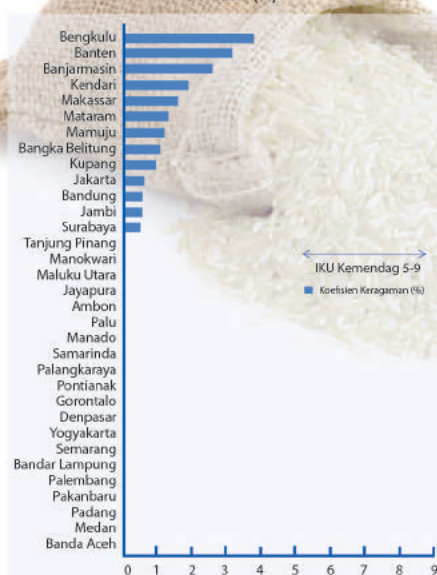 Bengkulu
Banten
Banjarmasin
Kendari
Makassar
Mataram
Mamuju
Bangka Belitung
Kupang
Jakarta
Bandung
Jambi
Surabaya
Tanjung Pinang
Manokwari
Maluku Utara
Jayapura
Ambon
Palu
Manado
Samarinda
Palangkaraya
Pontianak
Gorontalo
Denpasar
Yogyakarta
Semarang
Bandar Lampung
Palembang
Pakanbaru
Padang
Medan
Banda Aceh
IKU Kemendag 5-9
Koefisien Keragaman (%)
0 1 2 3 4 5 6 7 8 9